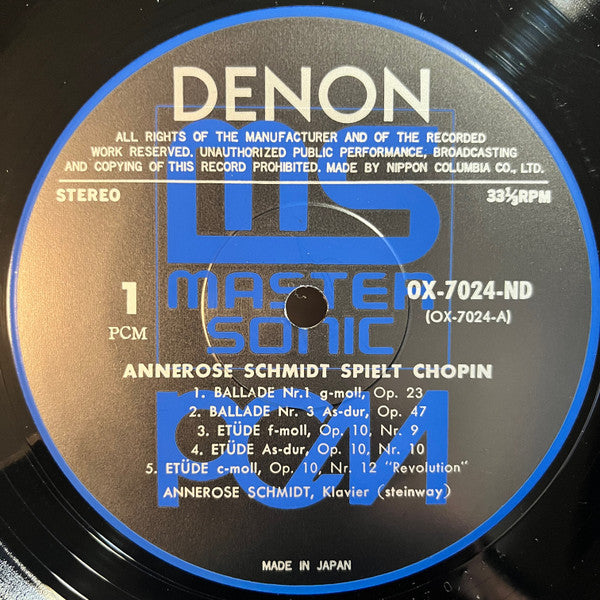 DENON
ALL RIGHTS OF THE MANUFACTURER AND OF THE RECORDED
WORK RESERVED. UNAUTHORIZED PUBLIC PERFORMANCE, BROADCASTING
AND COPYING OF THIS RECORD PROHIBITED. MADE BY NIPPON COLUMBIA CO., LTD.
STEREO 33⅓RPM
ms
MASTER
SONIC
PCM
1
PCM
OX-7024-ND
(OX-7024-A)
ANNEROSE SCHMIDT SPIELT CHOPIN
1. BALLADE Nr.1 g-moll, Op. 23
2. BALLADE Nr. 3 As-dur, Op. 47
3. ETÜDE f-moll, Op. 10, Nr. 9
4. ETÜDE As-dur, Op. 10, Nr. 10
5. ETÜDE c-moll, Op. 10, Nr. 12 "Revolution"
ANNEROSE SCHMIDT, Klavier (steinway)
MADE IN JAPAN